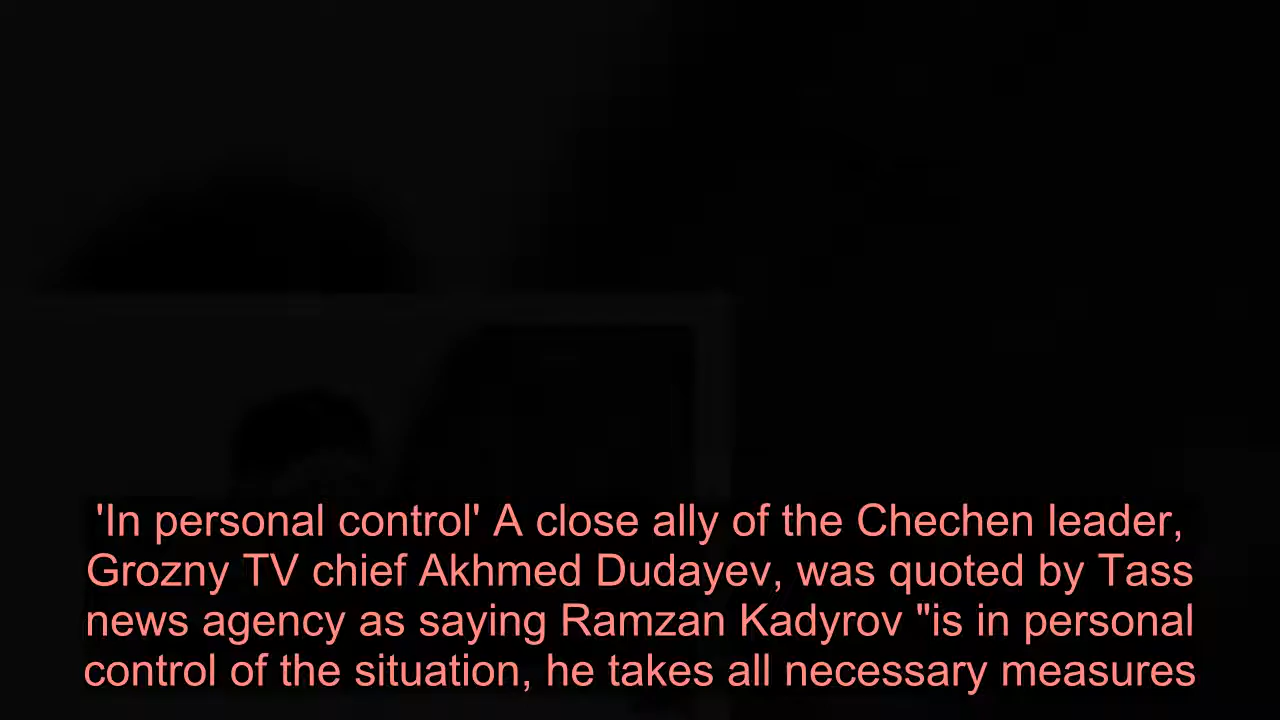 'In personal control' A close ally of the Chechen leader,
Grozny TV chief Akhmed Dudayev, was quoted by Tass
news agency as saying Ramzan Kadyrov "is in personal
control of the situation, he takes all necessary measures